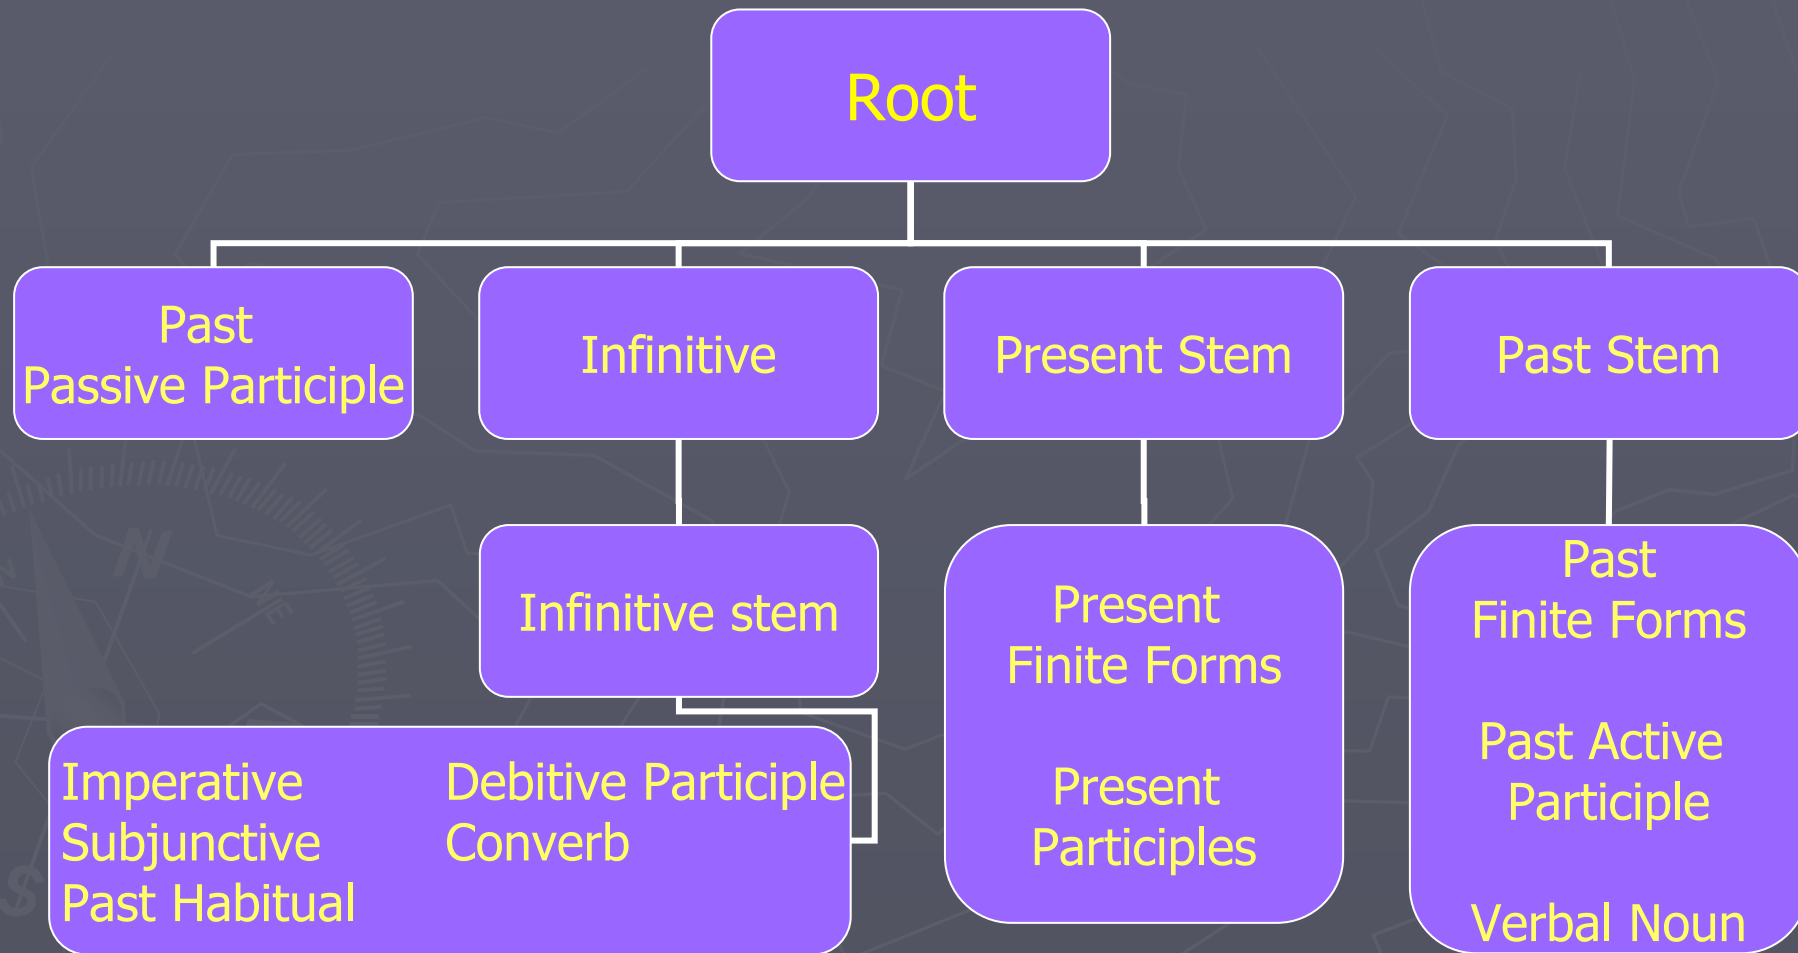 Root
Past
Passive Participle
Infinitive
Present Stem
Past Stem
Infinitive stem
Imperative
Subjunctive
Past Habitual
Debitive Participle
Converb
Present
Finite Forms
Present
Participles
Past
Finite Forms
Past Active
Participle
Verbal Noun
N
N
NE
S